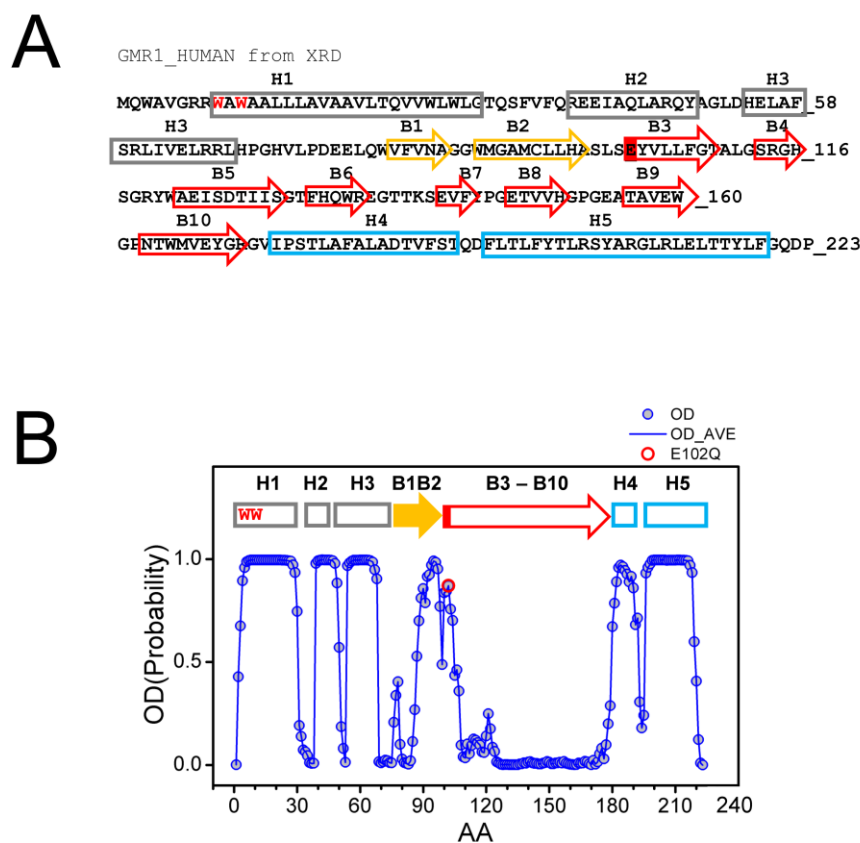 A
GMR1_HUMAN from XRD
H1 H2 H3
MQWAVGRRWAWAALLLAVAAVLTQVVWLWLGTQSFVFQREEIAQLARQYAGLDHELAF_58
H3 B1 B2 B3 B4
SRLIVELRRLHPGHVLPDEELQWVFVNAGGWMGAMCLLHASLSEYVLLFGTALGSRGH_116
B5 B6 B7 B8 B9
SGRYWAEISDTIISGTFHQWREGTTKSEVFYPGETVVHGPGEATAVEW_160
B10 H4 H5
GPNTWMVEYGRGVIPSTLAFALADTVFSTQDFLTLFYTLRSYARGLRLELTTYLFGQDP_223
B
OD
OD_AVE
E102Q
H1 H2 H3 B1B2 B3 – B10 H4 H5
WW
1.0
0.5
0.0
OD(Probability)
0 30 60 90 120 150 180 210 240
AA